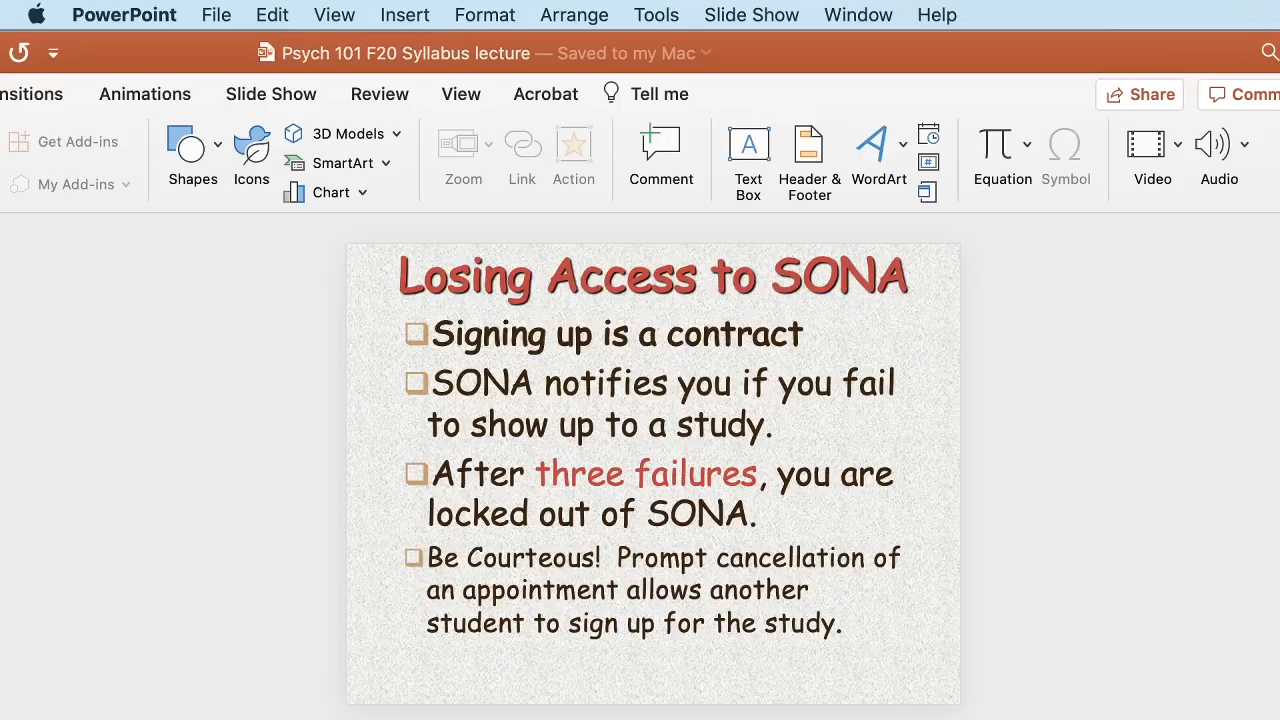 PowerPoint File Edit View Insert Format Arrange Tools Slide Show Window Help
Psych 101 F20 Syllabus lecture — Saved to my Mac
nsitions Animations Slide Show Review View Acrobat Tell me Share Comm
Get Add-ins
My Add-ins
Shapes
Icons
3D Models
SmartArt
Chart
Zoom
Link
Action
Comment
Text
Box
Header &
Footer
WordArt
Equation
Symbol
Video
Audio
Losing Access to SONA
Signing up is a contract
SONA notifies you if you fail
to show up to a study.
After three failures, you are
locked out of SONA.
Be Courteous! Prompt cancellation of
an appointment allows another
student to sign up for the study.